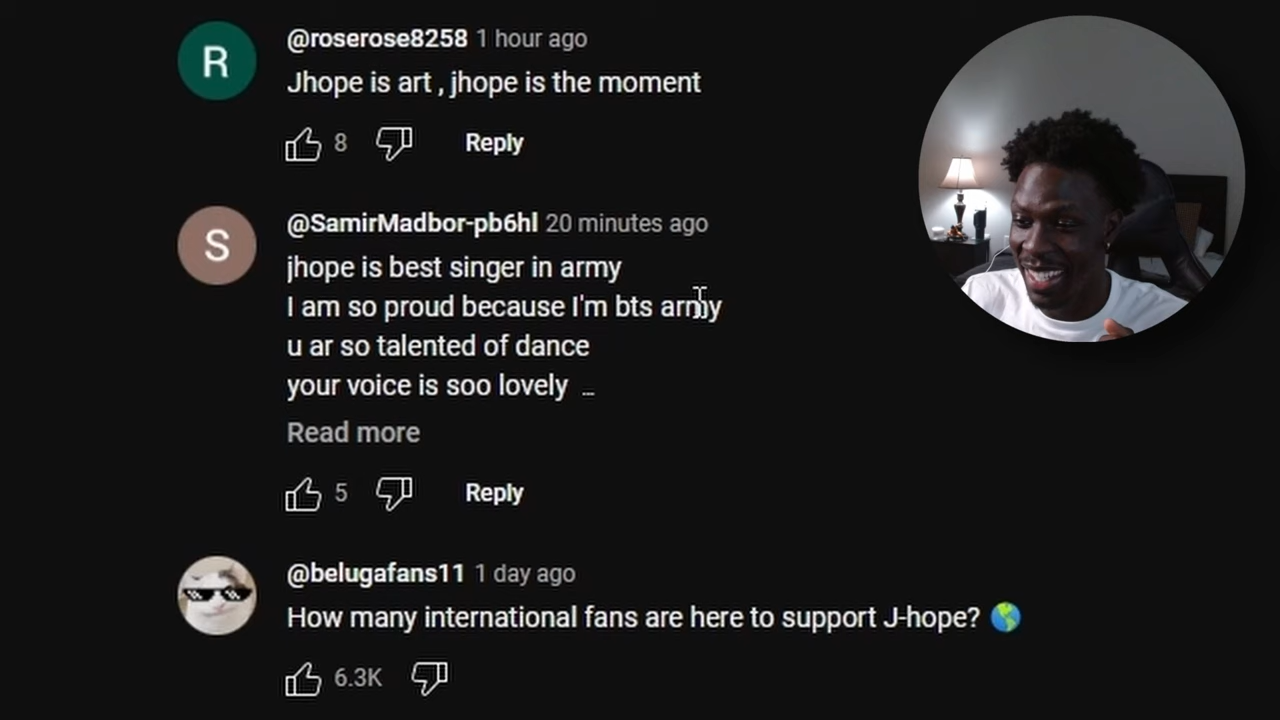 R
@roserose8258 1 hour ago
Jhope is art , jhope is the moment
8 Reply
S
@SamirMadbor-pb6hl 20 minutes ago
jhope is best singer in army
I am so proud because I'm bts army
u ar so talented of dance
your voice is soo lovely ...
Read more
5 Reply
@belugafans11 1 day ago
How many international fans are here to support J-hope? 🌎
6.3K